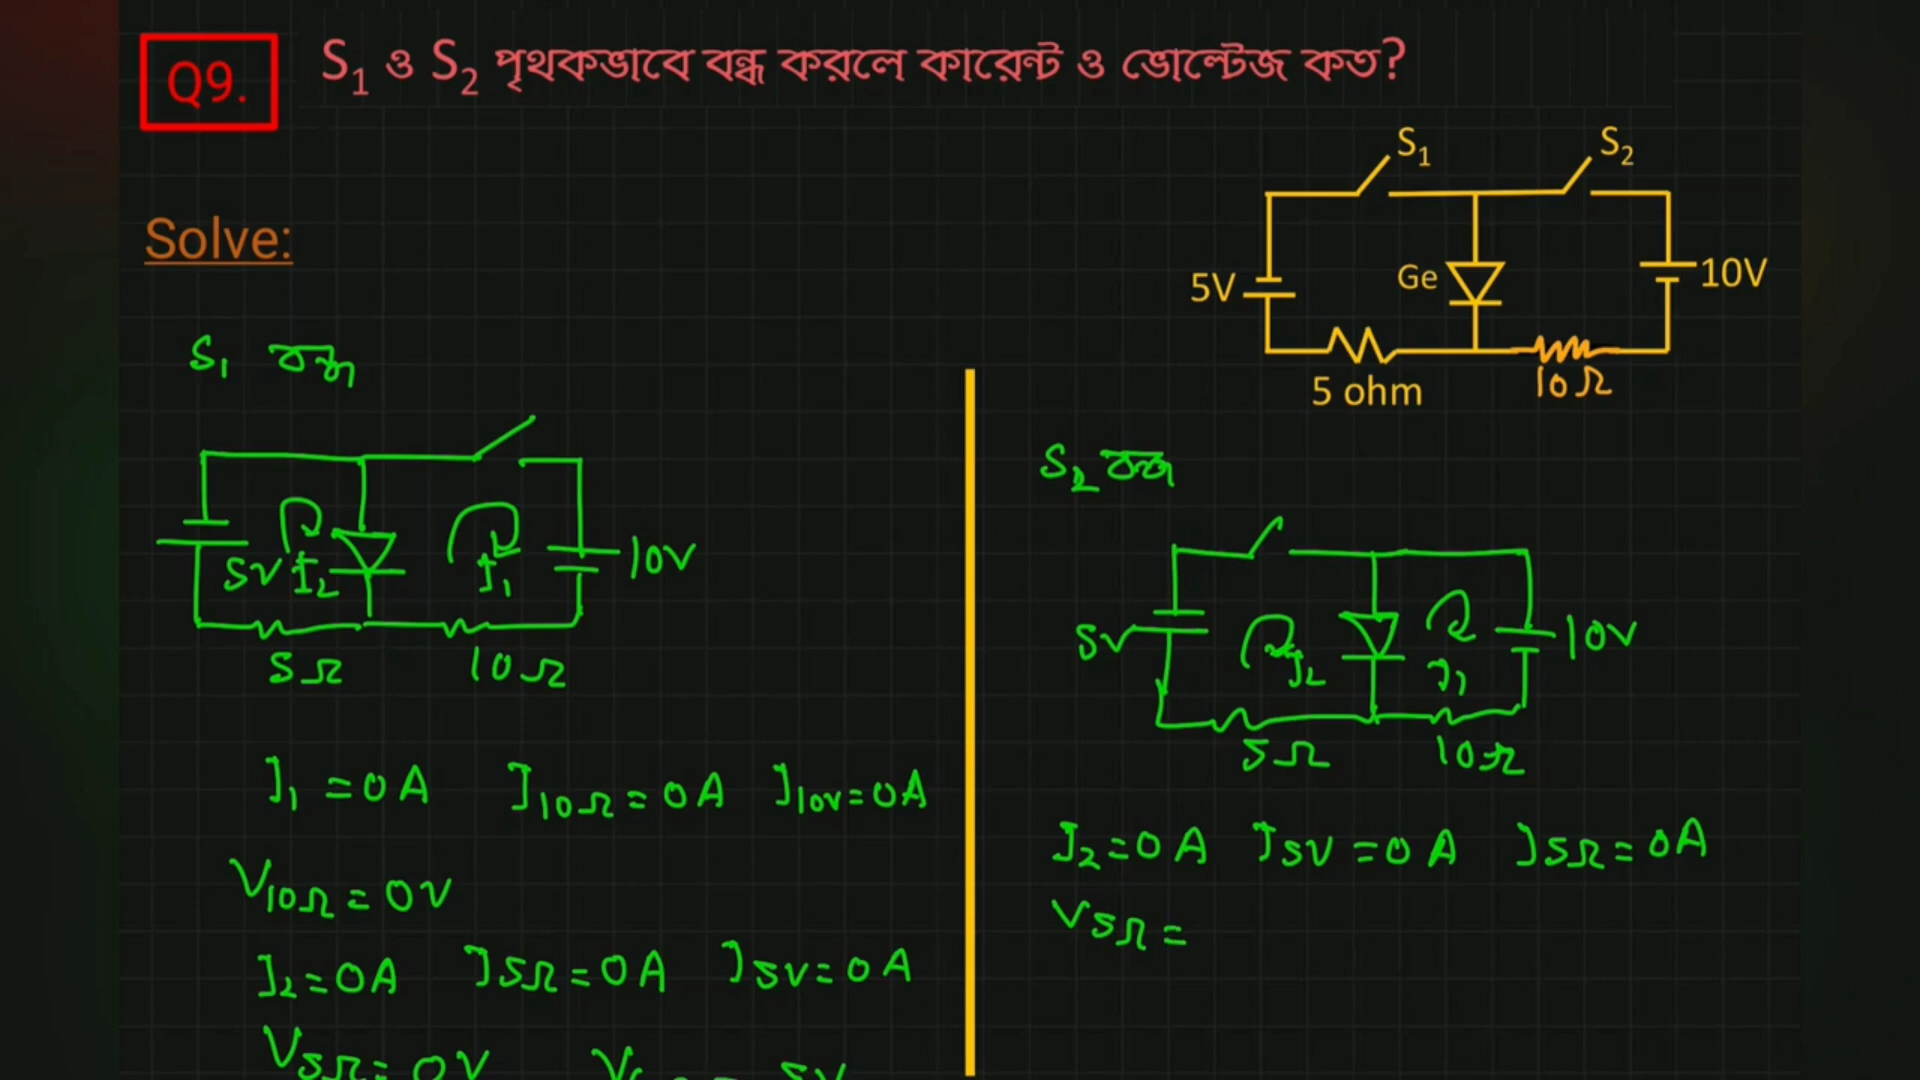 Q9. S₁ ও S₂ পৃথকভাবে বন্ধ করলে কারেন্ট ও ভোল্টেজ কত?
S₁ S₂
5V Ge 10V
5 ohm 10Ω
Solve:
S₁ বন্ধ
5V I₂ I₁ 10V
5Ω 10Ω
I₁ = 0A I10Ω = 0A I10V = 0A
V10Ω = 0V
I₂ = 0A I5Ω = 0A I5V = 0A
V5Ω = 0V = 5V
S₂ বন্ধ
5V I₂ I₁ 10V
5Ω 10Ω
I₂ = 0A I5V = 0A I5Ω = 0A
V5Ω =